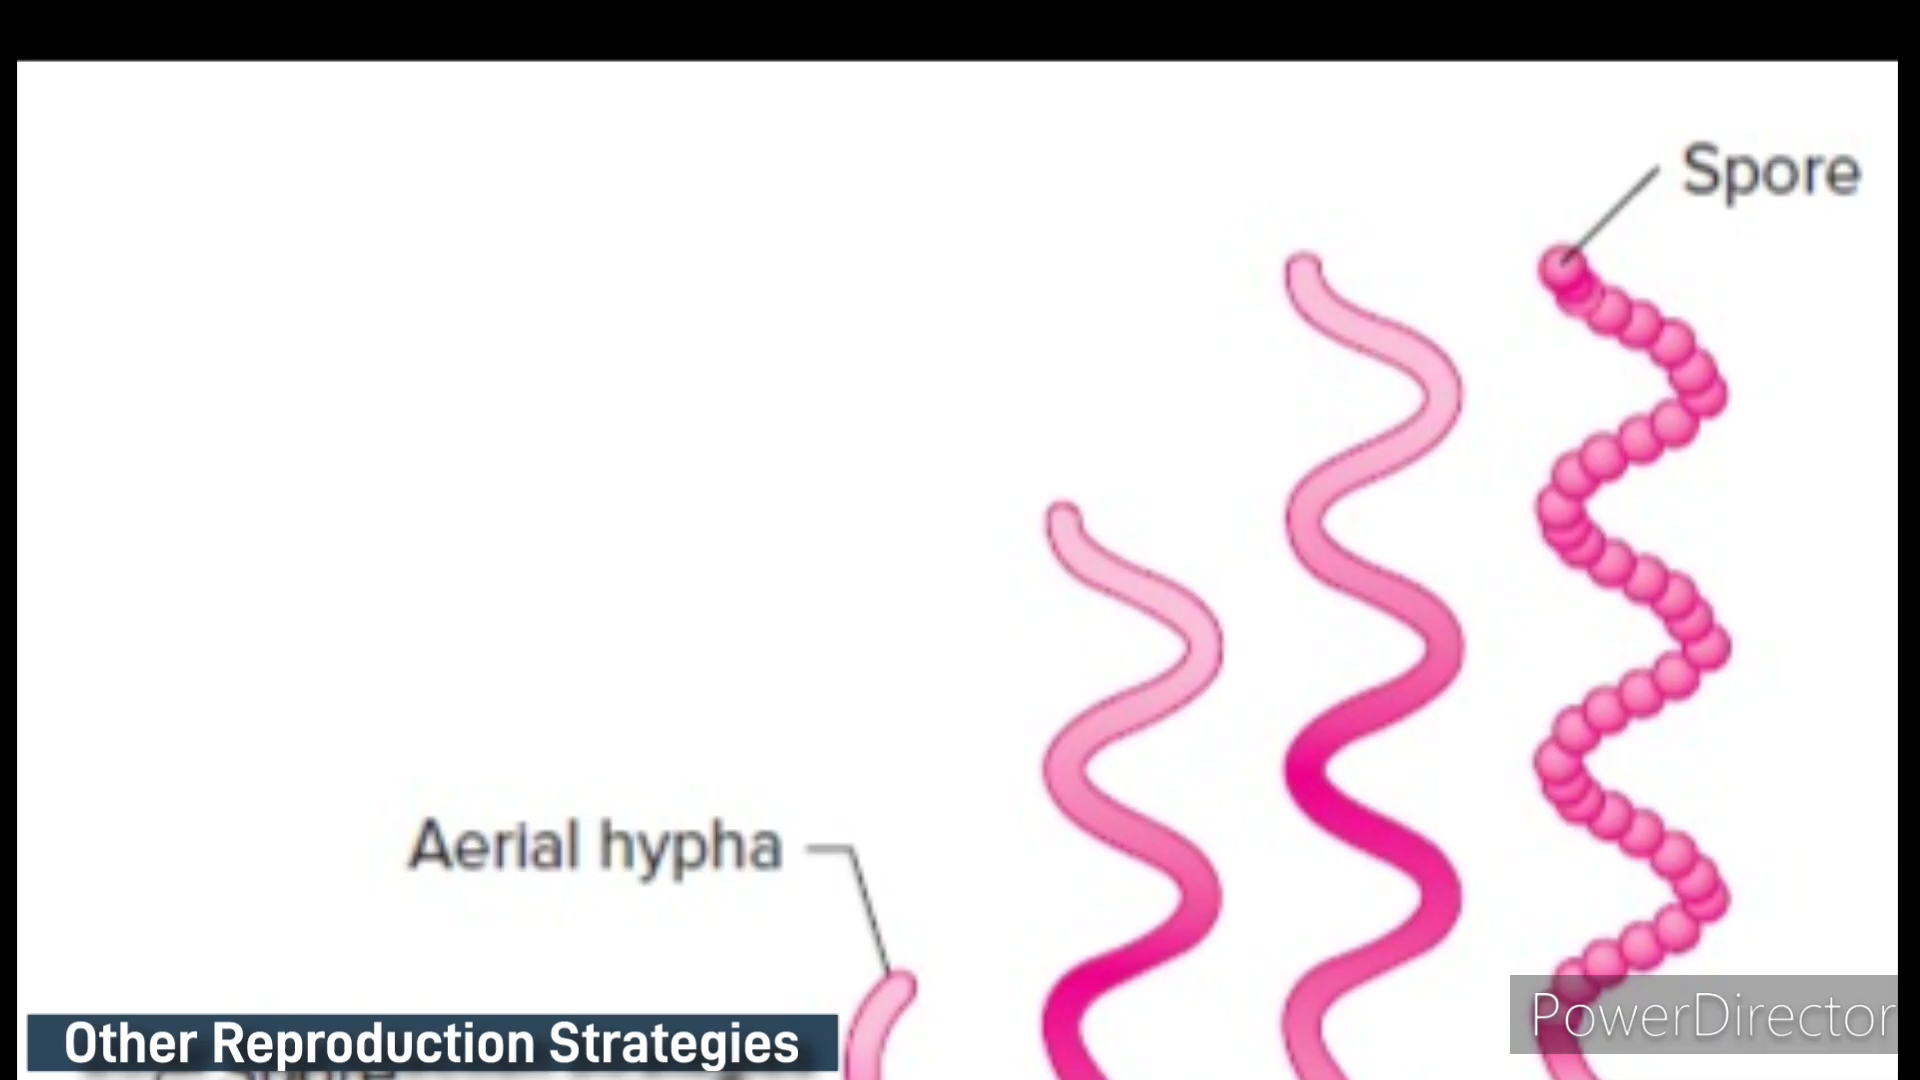 Spore
Aerial hypha
PowerDirector
Other Reproduction Strategies